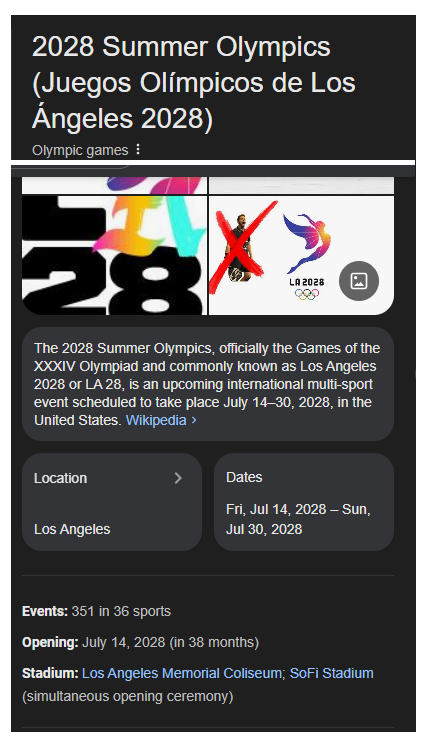 2028 Summer Olympics
(Juegos Olímpicos de Los
Ángeles 2028)
Olympic games
28
LA 2028
The 2028 Summer Olympics, officially the Games of the
XXXIV Olympiad and commonly known as Los Angeles
2028 or LA 28, is an upcoming international multi-sport
event scheduled to take place July 14–30, 2028, in the
United States. Wikipedia
Location
Los Angeles
Dates
Fri, Jul 14, 2028 – Sun,
Jul 30, 2028
Events: 351 in 36 sports
Opening: July 14, 2028 (in 38 months)
Stadium: Los Angeles Memorial Coliseum; SoFi Stadium
(simultaneous opening ceremony)